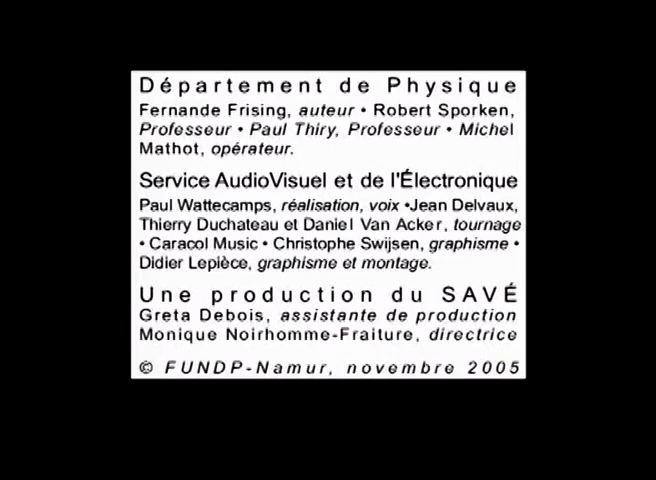 Département de Physique
Fernande Frising, auteur • Robert Sporken,
Professeur • Paul Thiry, Professeur • Michel
Mathot, opérateur.
Service AudioVisuel et de l'Électronique
Paul Wattecamps, réalisation, voix •Jean Delvaux,
Thierry Duchateau et Daniel Van Acker, tournage
• Caracol Music • Christophe Swijsen, graphisme •
Didier Lepièce, graphisme et montage.
Une production du SAVÉ
Greta Debois, assistante de production
Monique Noirhomme-Fraiture, directrice
© FUNDP-Namur, novembre 2005